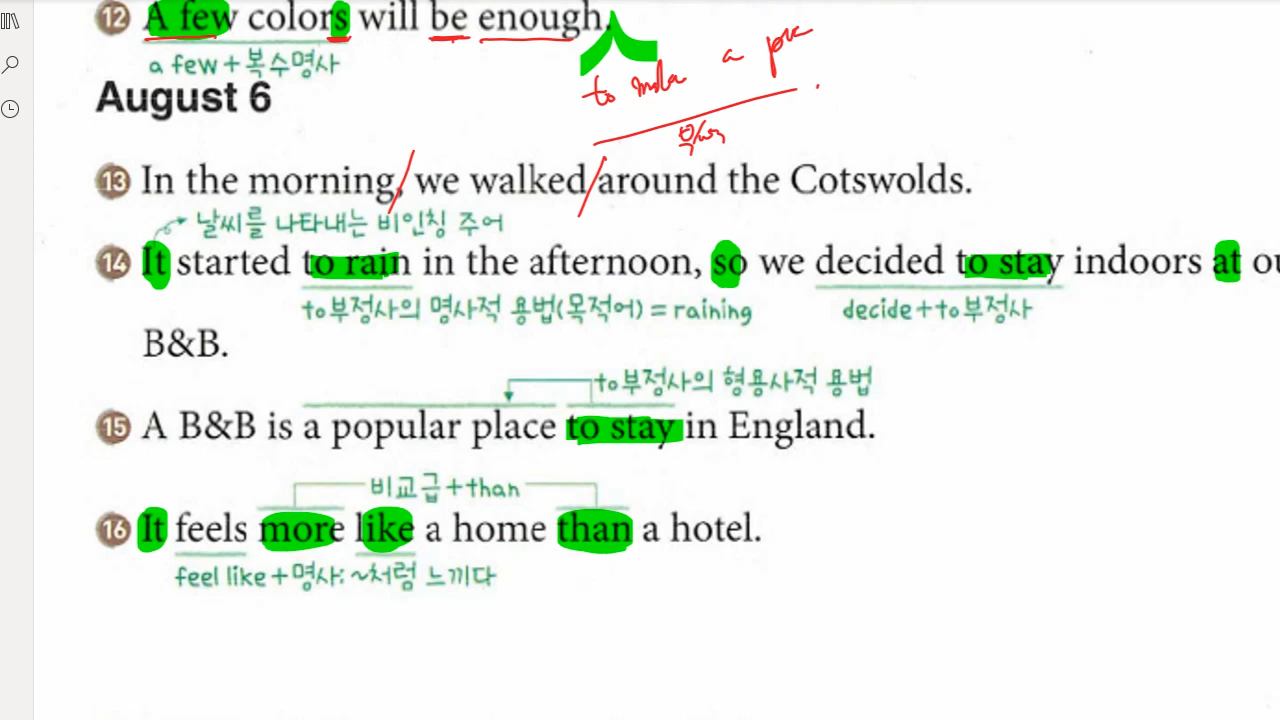 12 A few colors will be enough.
a few + 복수명사
to make a
August 6
13 In the morning, we walked around the Cotswolds.
날씨를 나타내는 비인칭 주어
14 It started to rain in the afternoon, so we decided to stay indoors at ou
to부정사의 명사적 용법(목적어) = raining decide+to부정사
B&B.
to부정사의 형용사적 용법
15 A B&B is a popular place to stay in England.
비교급+than
16 It feels more like a home than a hotel.
feel like+명사: ~처럼 느끼다